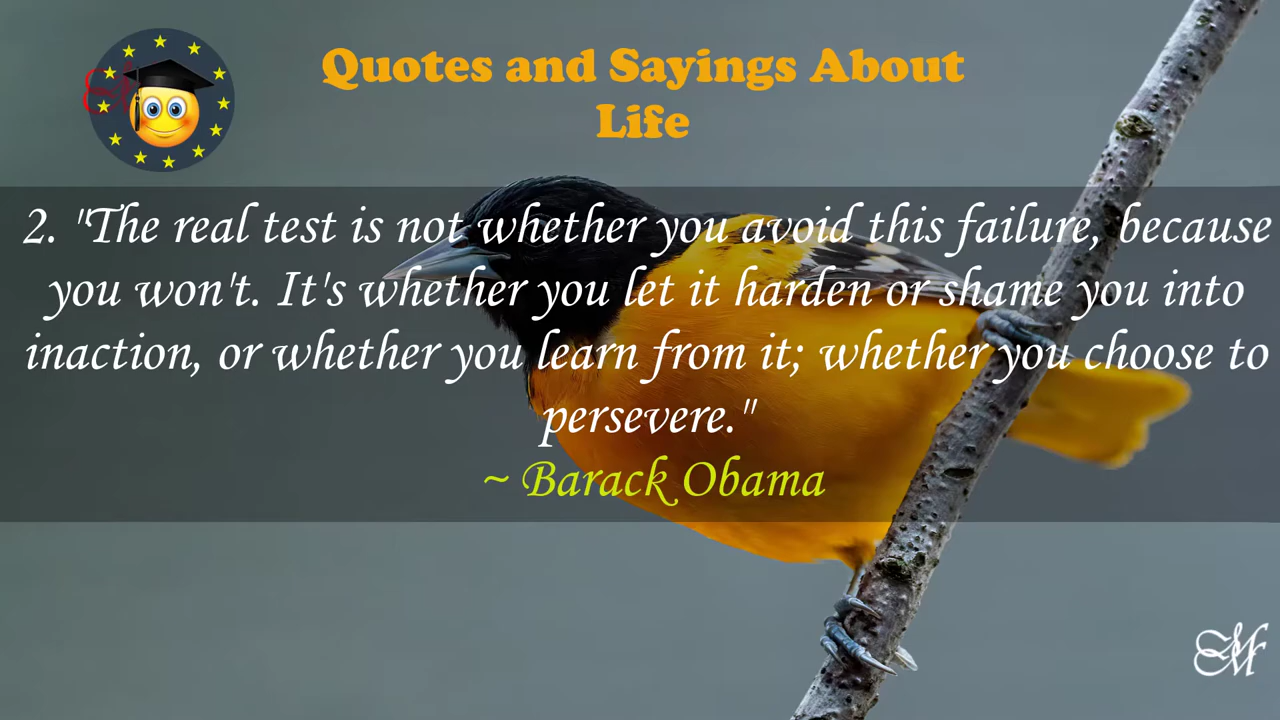 Quotes and Sayings About
Life
2. "The real test is not whether you avoid this failure, because
you won't. It's whether you let it harden or shame you into
inaction, or whether you learn from it; whether you choose to
persevere."
~ Barack Obama